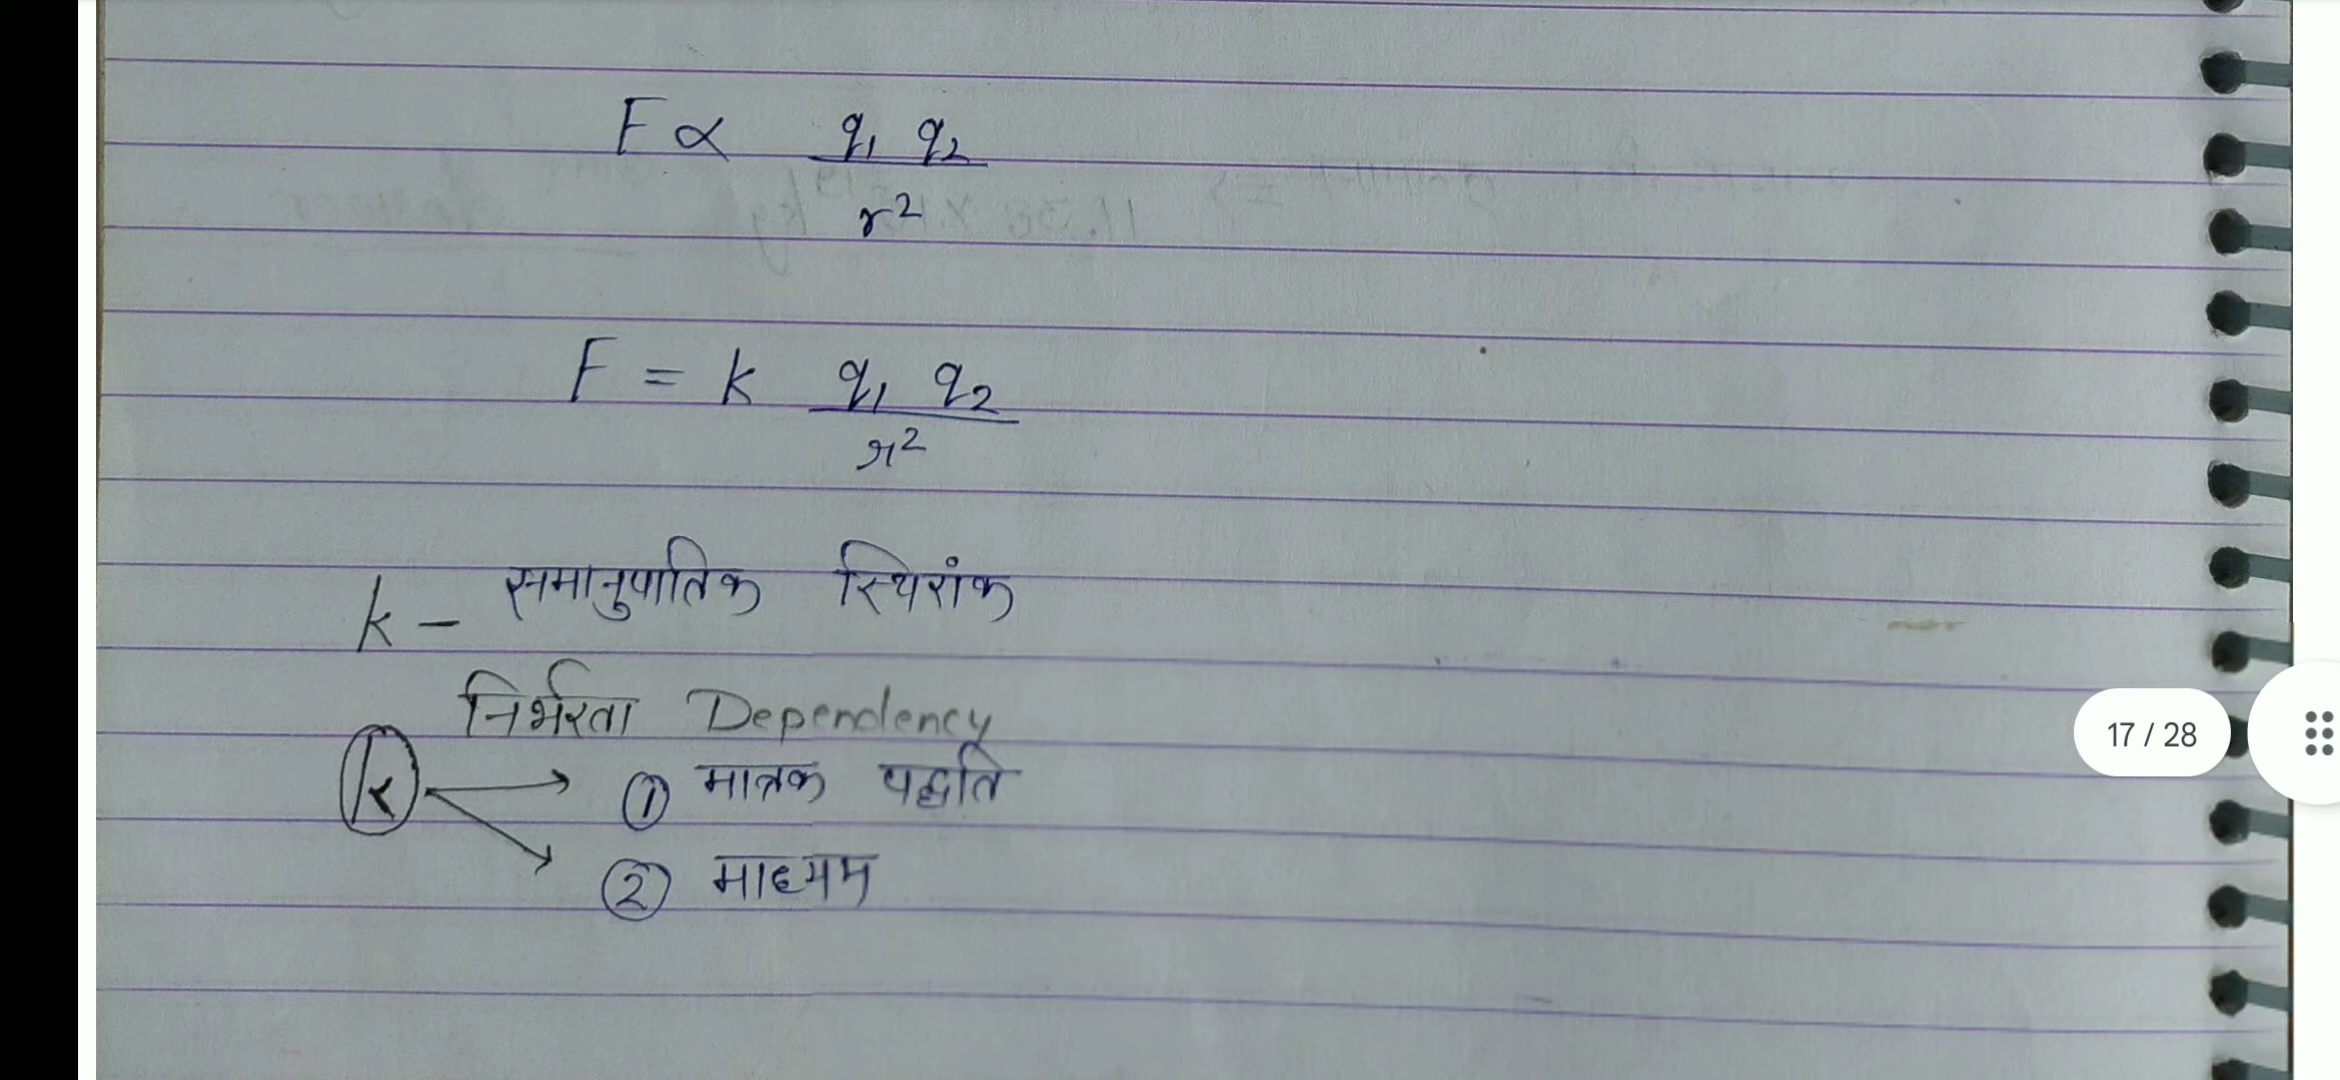 F ∝ q₁ q₂
r²
F = k q₁ q₂
r²
k – समानुपातिक स्थिरांक
निर्भरता Dependency
k → ① मात्रक पद्धति
→ ② माध्यम
17 / 28